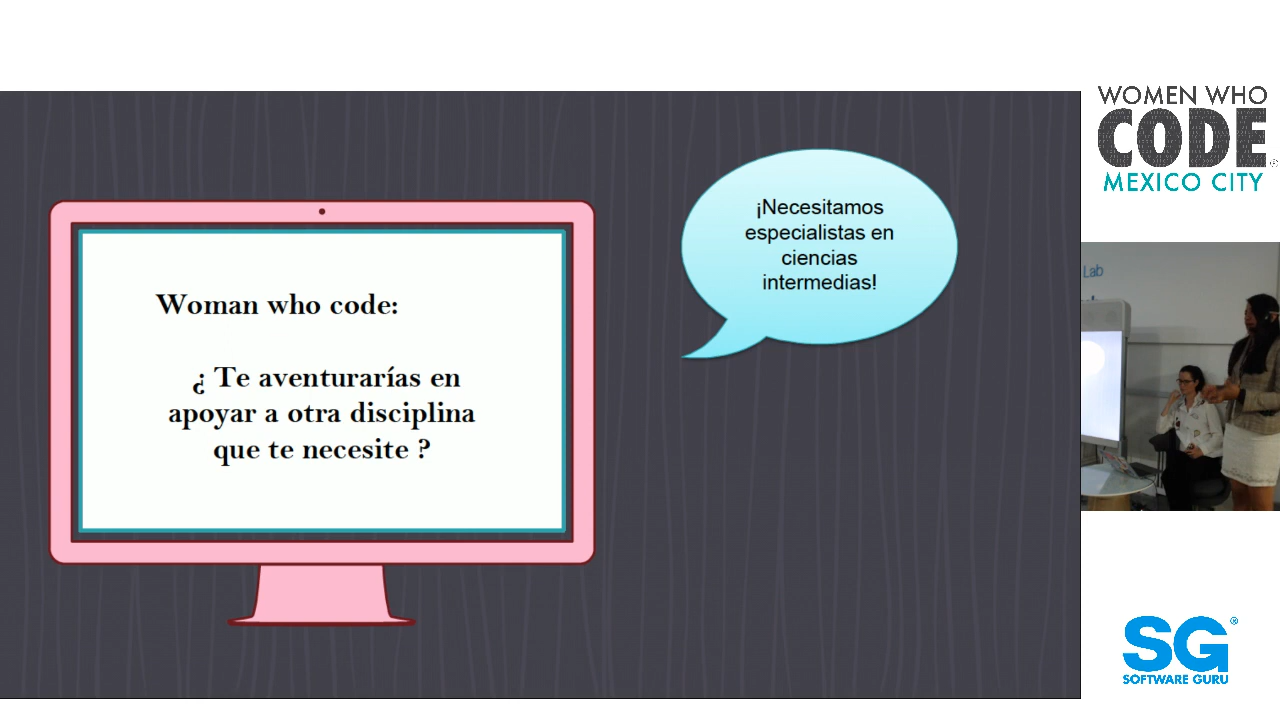 Woman who code:
¿ Te aventurarías en
apoyar a otra disciplina
que te necesite ?
¡Necesitamos
especialistas en
ciencias
intermedias!
WOMEN WHO
CODE®
MEXICO CITY
Lab
SG®
SOFTWARE GURU